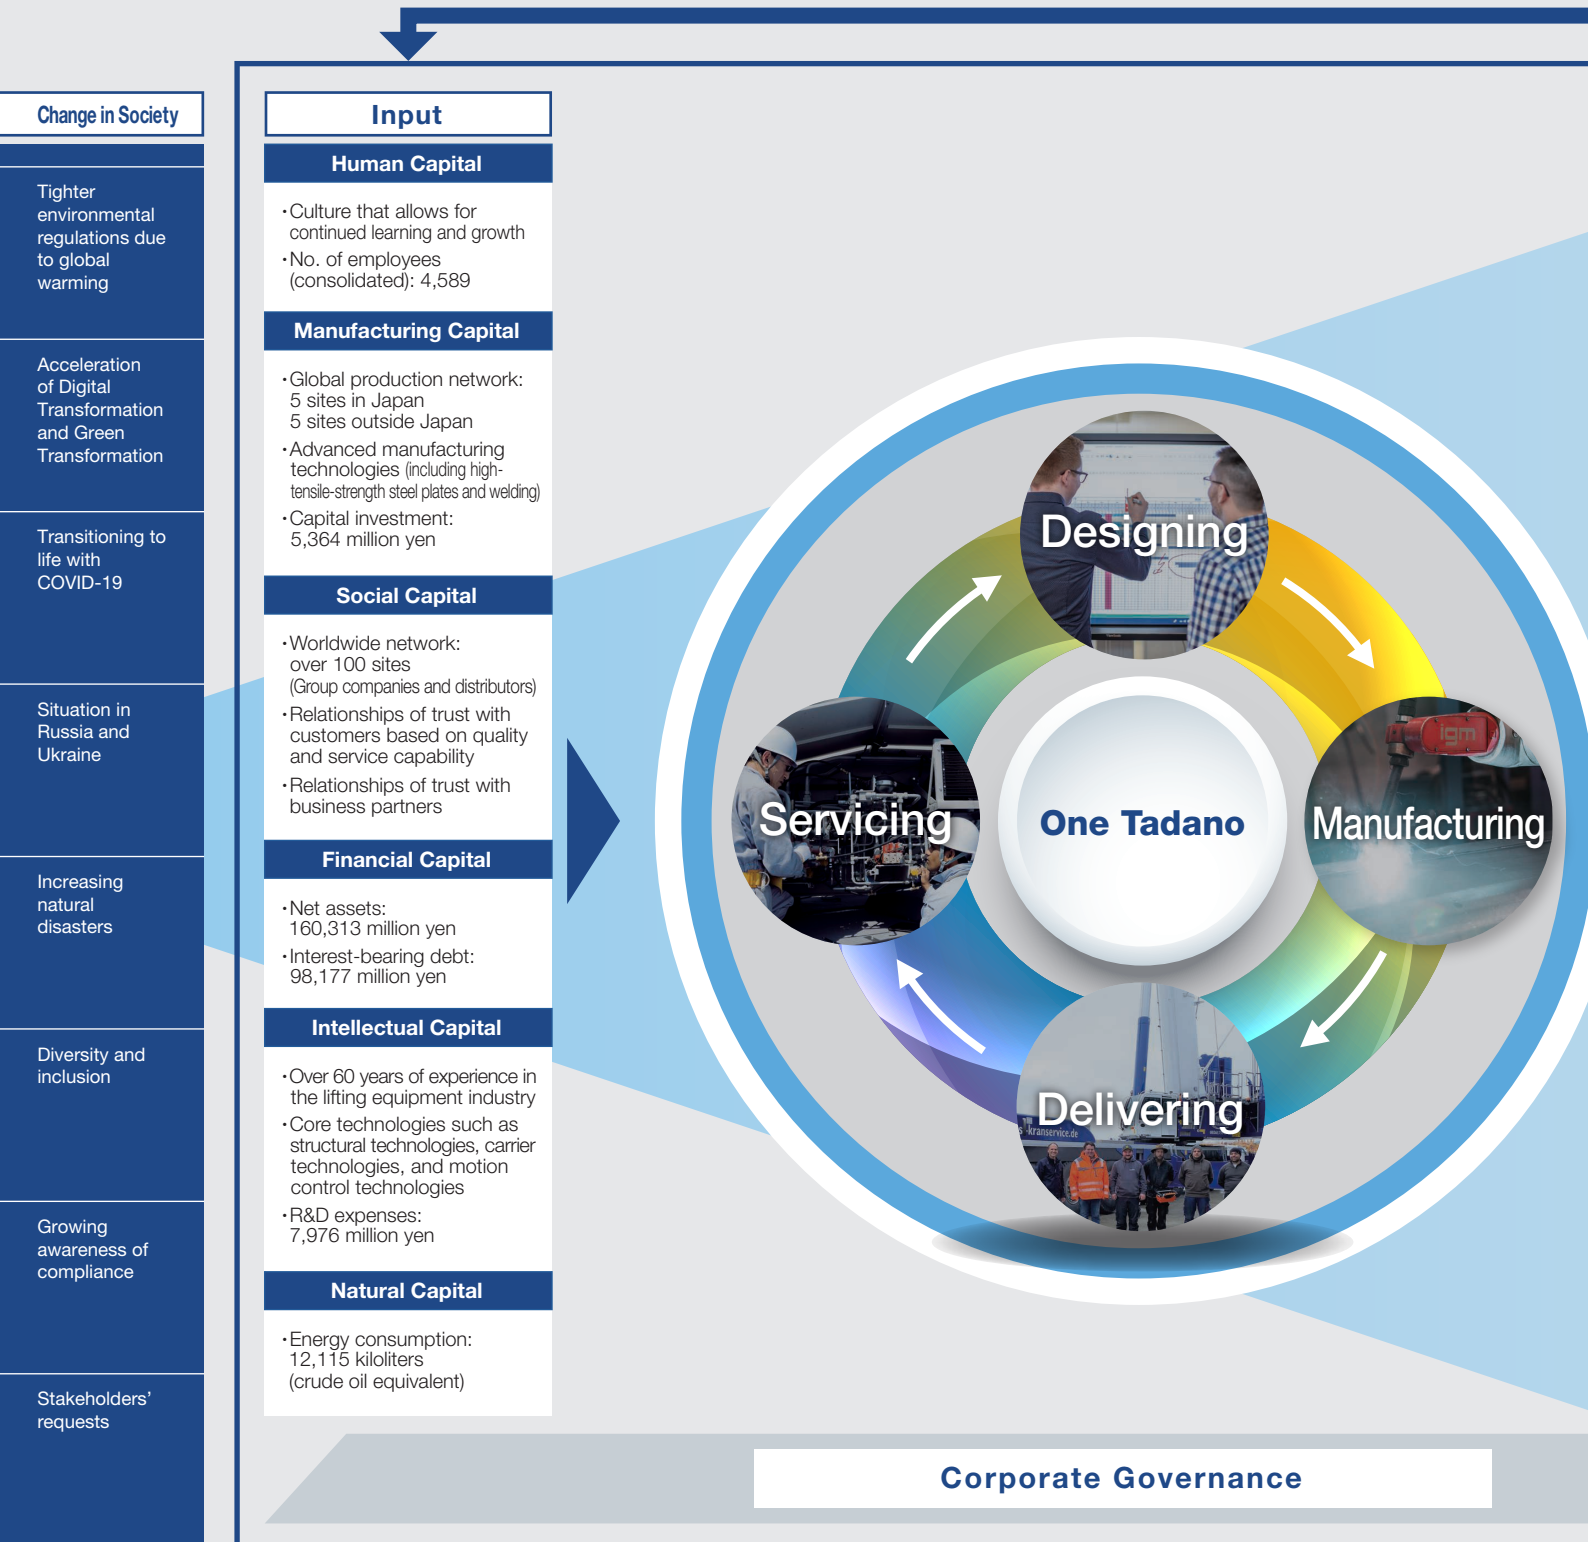 Change in Society
Tighter
environmental
regulations due
to global
warming
Acceleration
of Digital
Transformation
and Green
Transformation
Transitioning to
life with
COVID-19
Situation in
Russia and
Ukraine
Increasing
natural
disasters
Diversity and
inclusion
Growing
awareness of
compliance
Stakeholders'
requests
Input
Human Capital
・Culture that allows for
continued learning and growth
・No. of employees
(consolidated): 4,589
Manufacturing Capital
・Global production network:
5 sites in Japan
5 sites outside Japan
・Advanced manufacturing
technologies (including high-
tensile-strength steel plates and welding)
・Capital investment:
5,364 million yen
Social Capital
・Worldwide network:
over 100 sites
(Group companies and distributors)
・Relationships of trust with
customers based on quality
and service capability
・Relationships of trust with
business partners
Financial Capital
・Net assets:
160,313 million yen
・Interest-bearing debt:
98,177 million yen
Intellectual Capital
・Over 60 years of experience in
the lifting equipment industry
・Core technologies such as
structural technologies, carrier
technologies, and motion
control technologies
・R&D expenses:
7,976 million yen
Natural Capital
・Energy consumption:
12,115 kiloliters
(crude oil equivalent)
Designing
igm
Servicing
One Tadano
Manufacturing
Delivering
kranservice.de
Corporate Governance